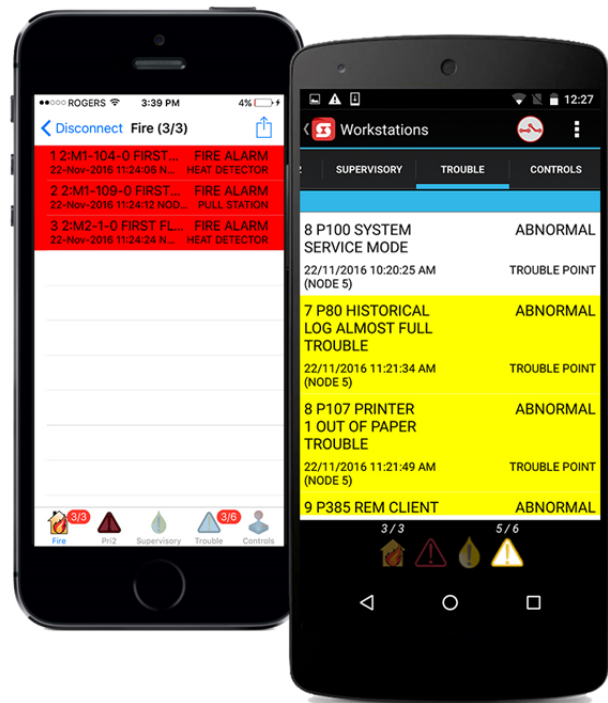 ROGERS 3:39 PM 4%
Disconnect Fire (3/3)
1 2:M1-104-0 FIRST... FIRE ALARM
22-Nov-2016 11:24:06 N... HEAT DETECTOR
2 2:M1-109-0 FIRST... FIRE ALARM
22-Nov-2016 11:24:12 NOD... PULL STATION
3 2:M2-1-0 FIRST FL... FIRE ALARM
22-Nov-2016 11:24:24 N... HEAT DETECTOR
3/3 3/6
Fire Pri2 Supervisory Trouble Controls
12:27
Workstations
2 SUPERVISORY TROUBLE CONTROLS
8 P100 SYSTEM ABNORMAL
SERVICE MODE
22/11/2016 10:20:25 AM TROUBLE POINT
(NODE 5)
7 P80 HISTORICAL ABNORMAL
LOG ALMOST FULL
TROUBLE
22/11/2016 11:21:34 AM TROUBLE POINT
(NODE 5)
8 P107 PRINTER ABNORMAL
1 OUT OF PAPER
TROUBLE
22/11/2016 11:21:49 AM TROUBLE POINT
(NODE 5)
9 P385 REM CLIENT ABNORMAL
3/3 5/6